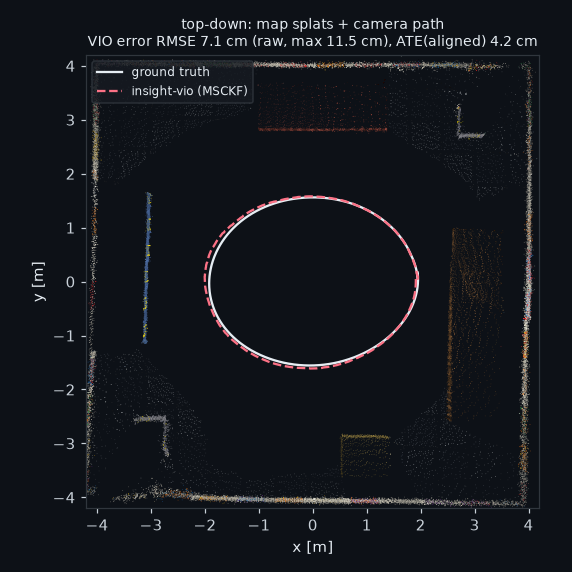 top-down: map splats + camera path
VIO error RMSE 7.1 cm (raw, max 11.5 cm), ATE(aligned) 4.2 cm
ground truth
insight-vio (MSCKF)
4
3
2
1
0
−1
−2
−3
−4
y [m]
−4 −3 −2 −1 0 1 2 3 4
x [m]